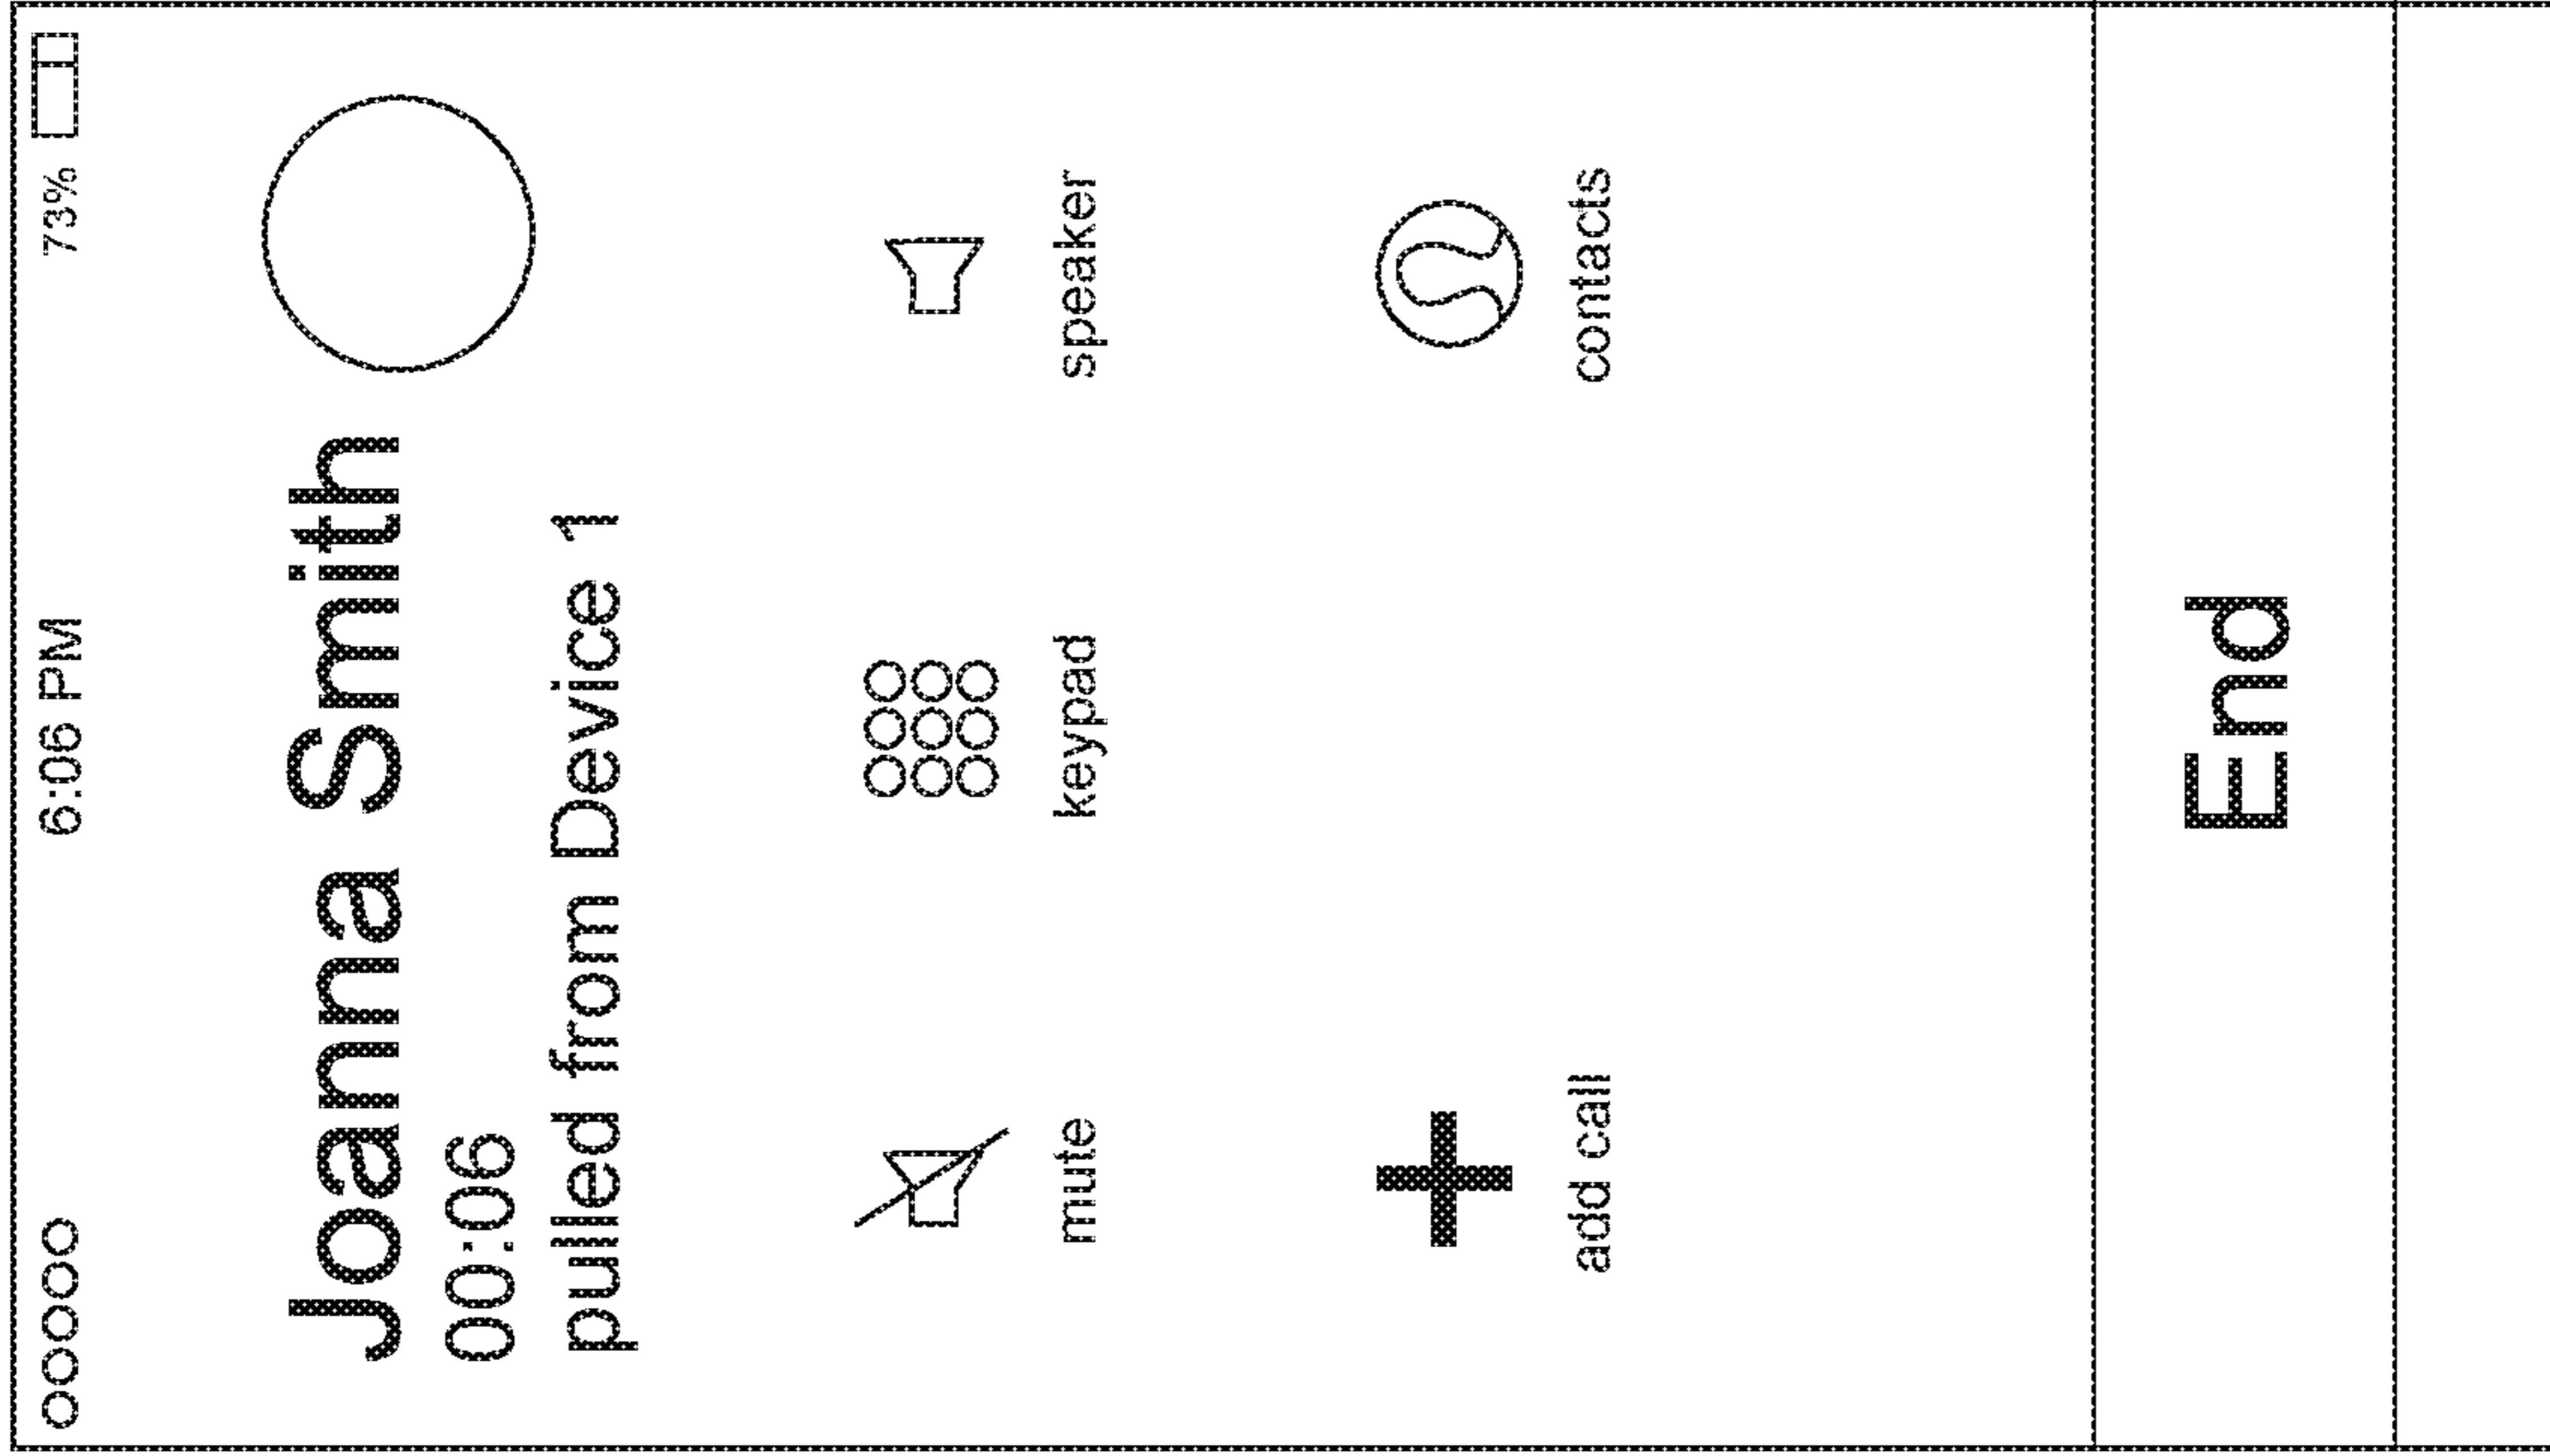 6:06 PM 73%
Joanna Smith
00:06
pulled from Device 1
mute keypad speaker
add call contacts
End